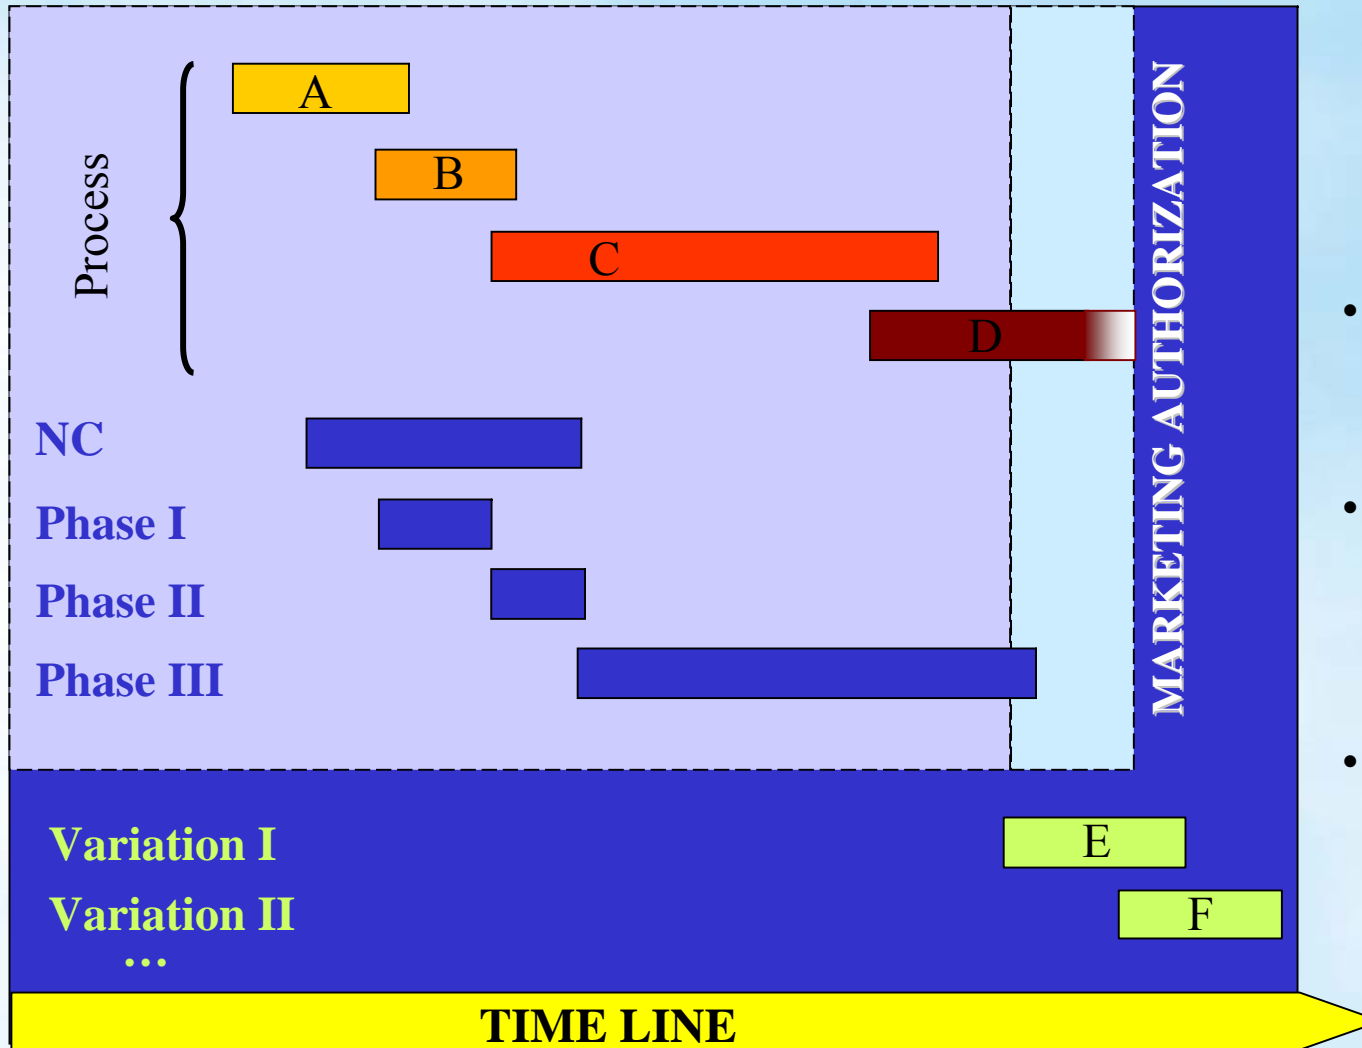 A
B
C
D
Process
MARKETING AUTHORIZATION
NC
Phase I
Phase II
Phase III
Variation I
E
Variation II
F
...
TIME LINE
•
•
•